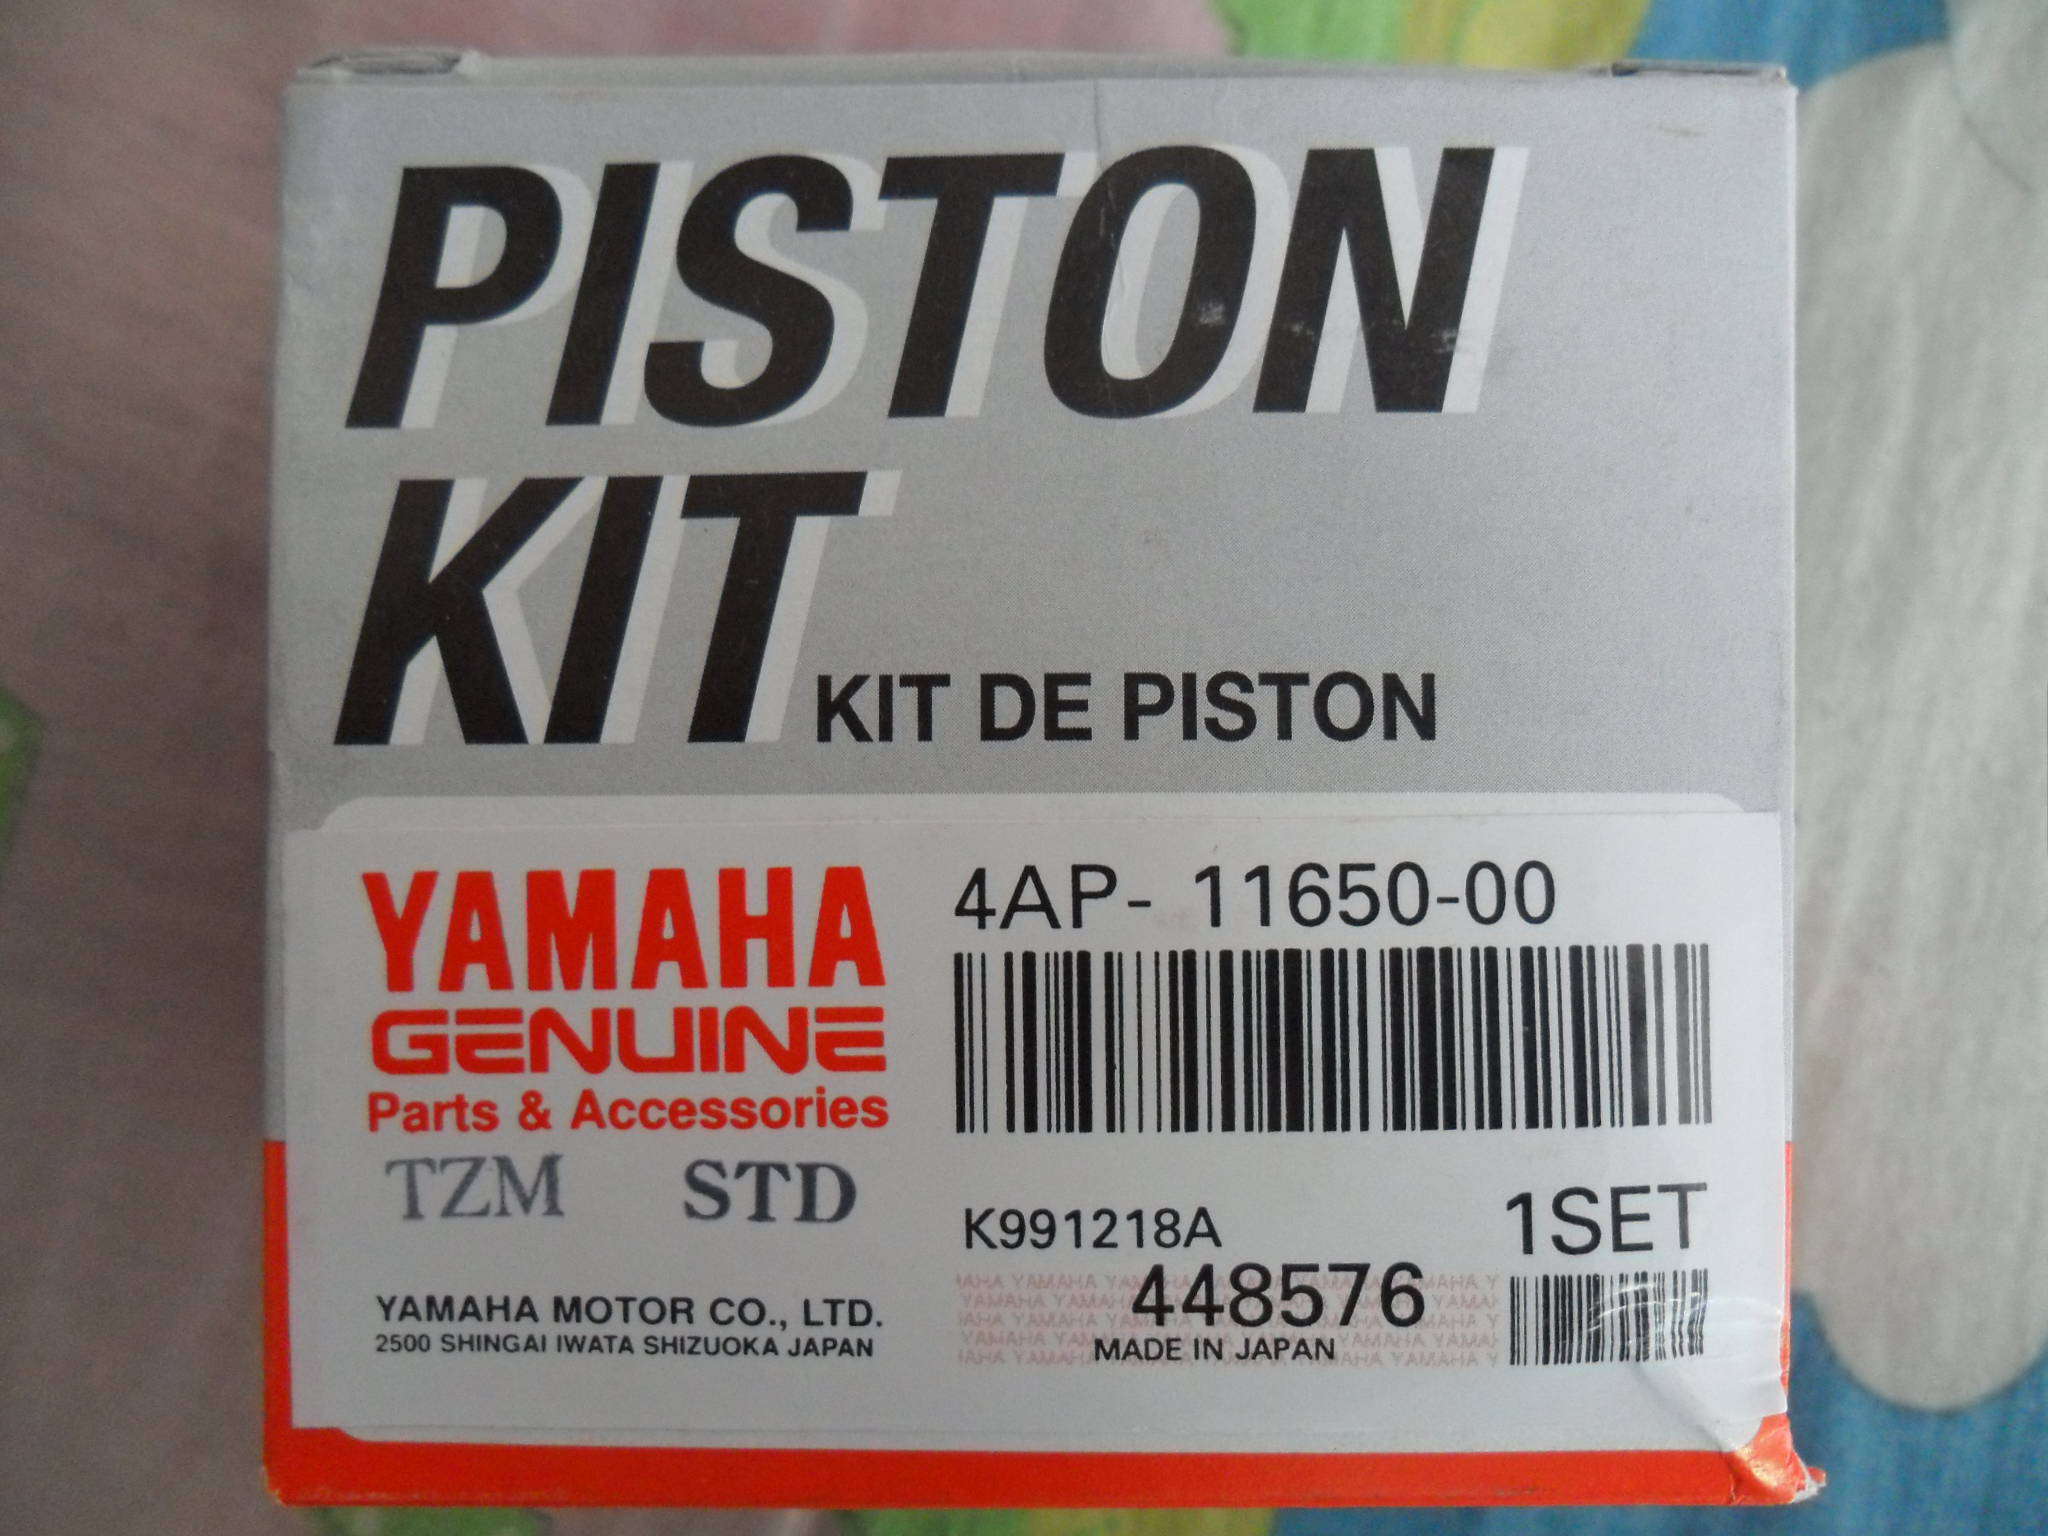 PISTON
KIT KIT DE PISTON
YAMAHA
GENUINE
Parts & Accessories
TZM STD
YAMAHA MOTOR CO., LTD.
2500 SHINGAI IWATA SHIZUOKA JAPAN
4AP- 11650-00
K991218A
1SET
448576
MADE IN JAPAN